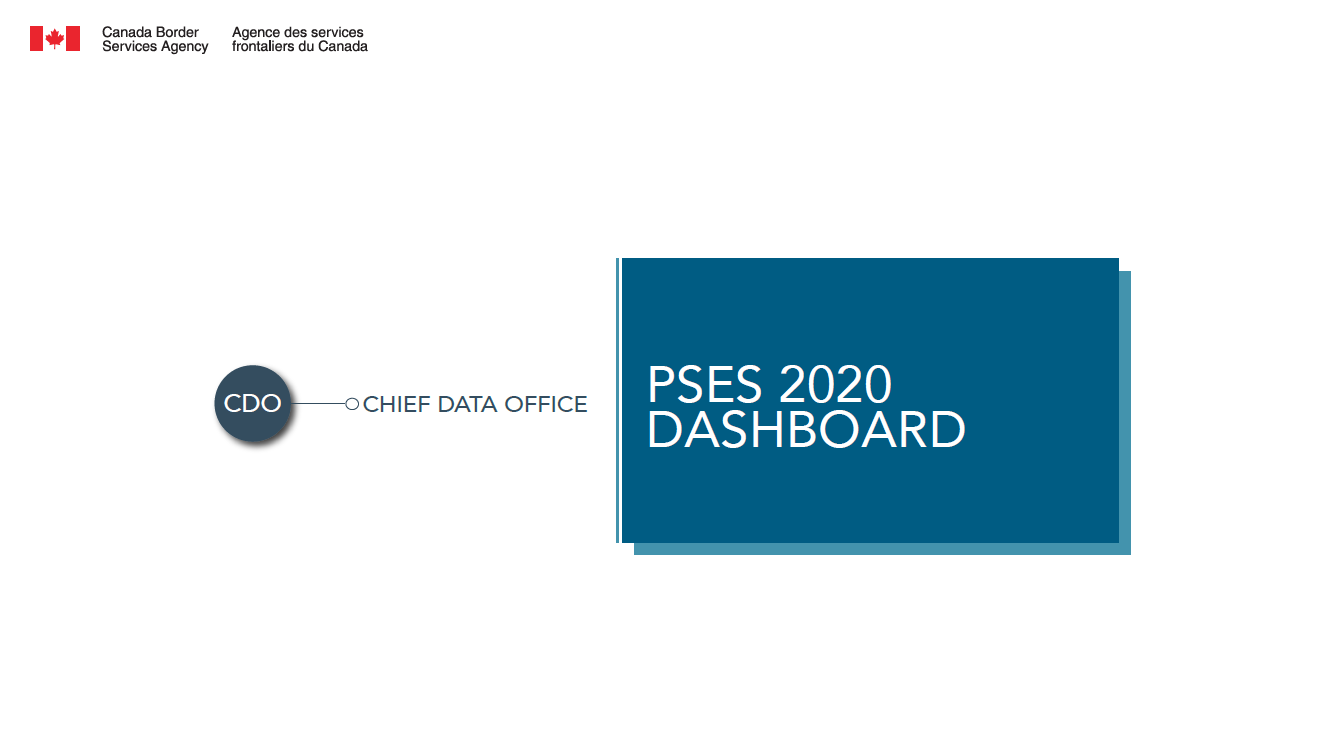 Canada Border
Services Agency
Agence des services
frontaliers du Canada
CDO
CHIEF DATA OFFICE
PSES 2020
DASHBOARD